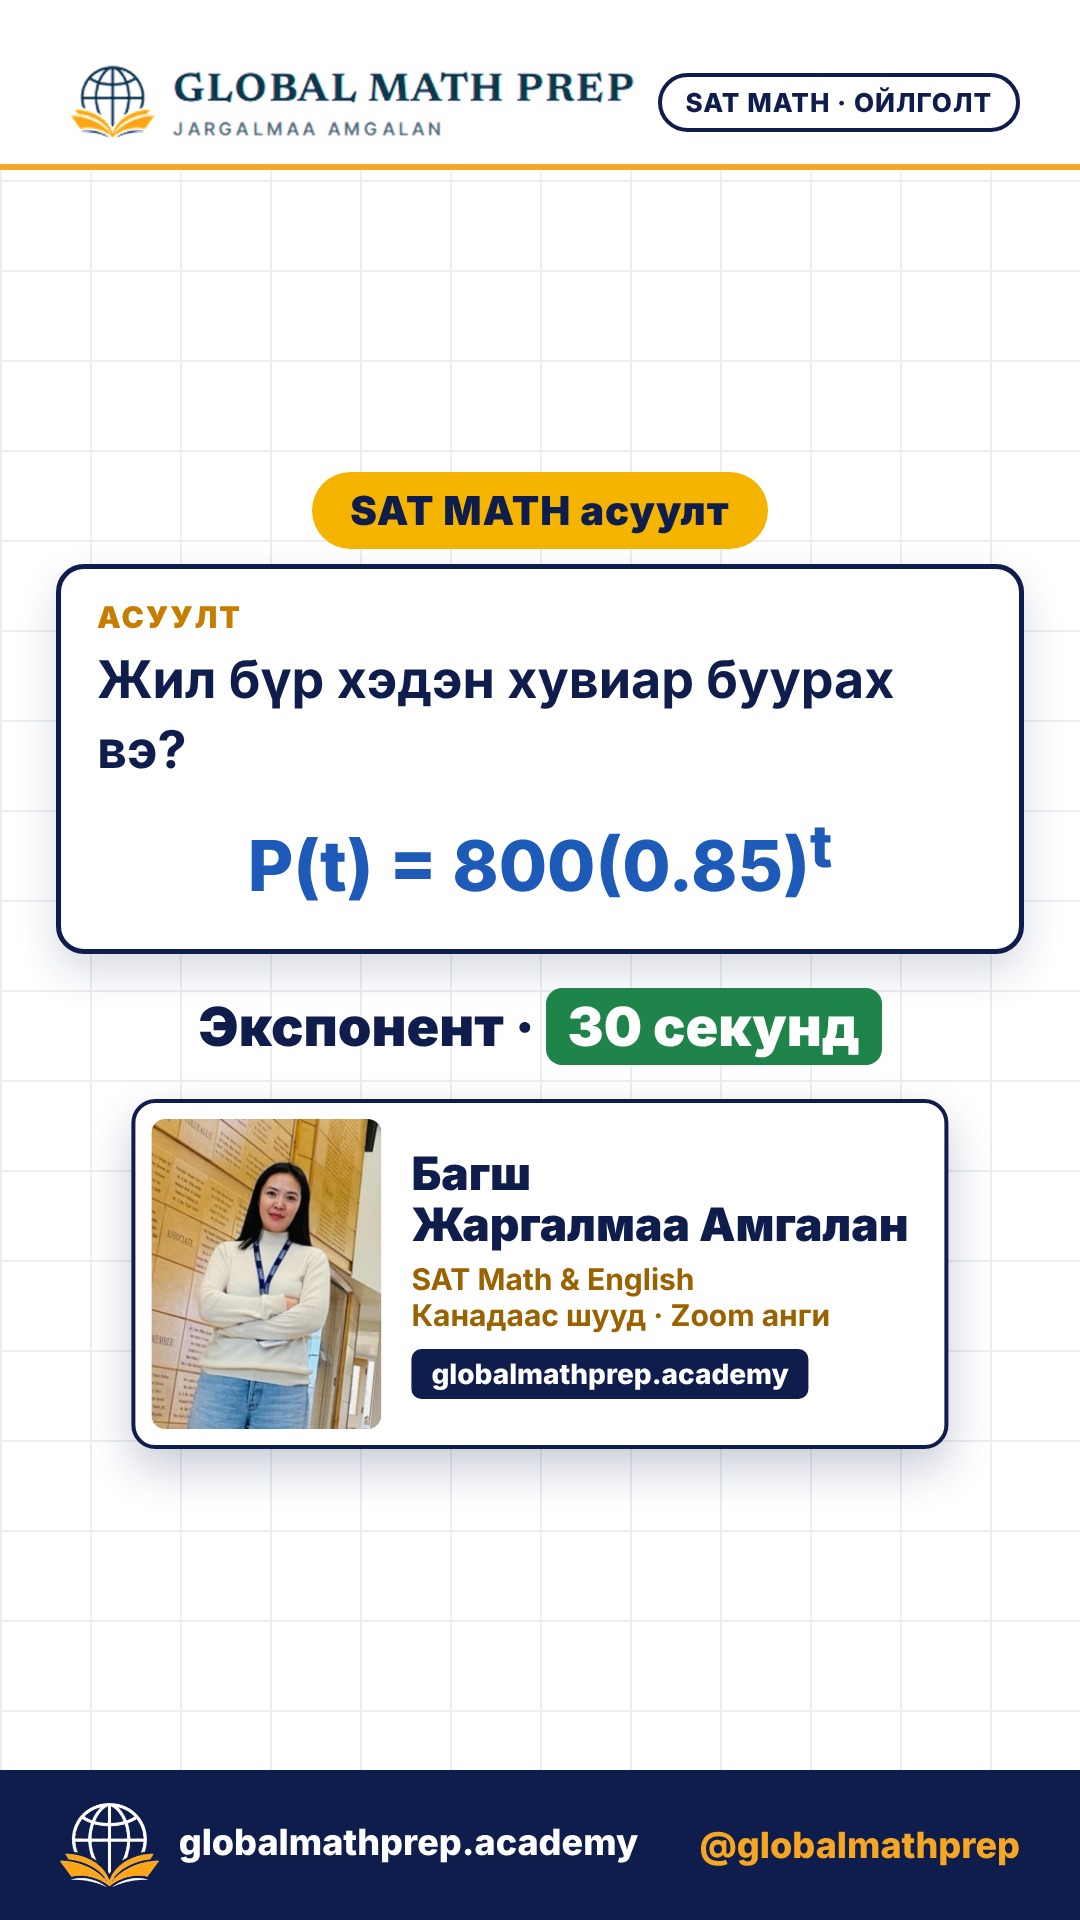 GLOBAL MATH PREP
JARGALMAA AMGALAN
SAT MATH · ОЙЛГОЛТ
SAT MATH асуулт
АСУУЛТ
Жил бүр хэдэн хувиар буурах
вэ?
P(t) = 800(0.85)ᵗ
Экспонент · 30 секунд
Багш
Жаргалмаа Амгалан
SAT Math & English
Канадаас шууд · Zoom анги
globalmathprep.academy
ASSOCIATE
MEMBER
globalmathprep.academy
@globalmathprep